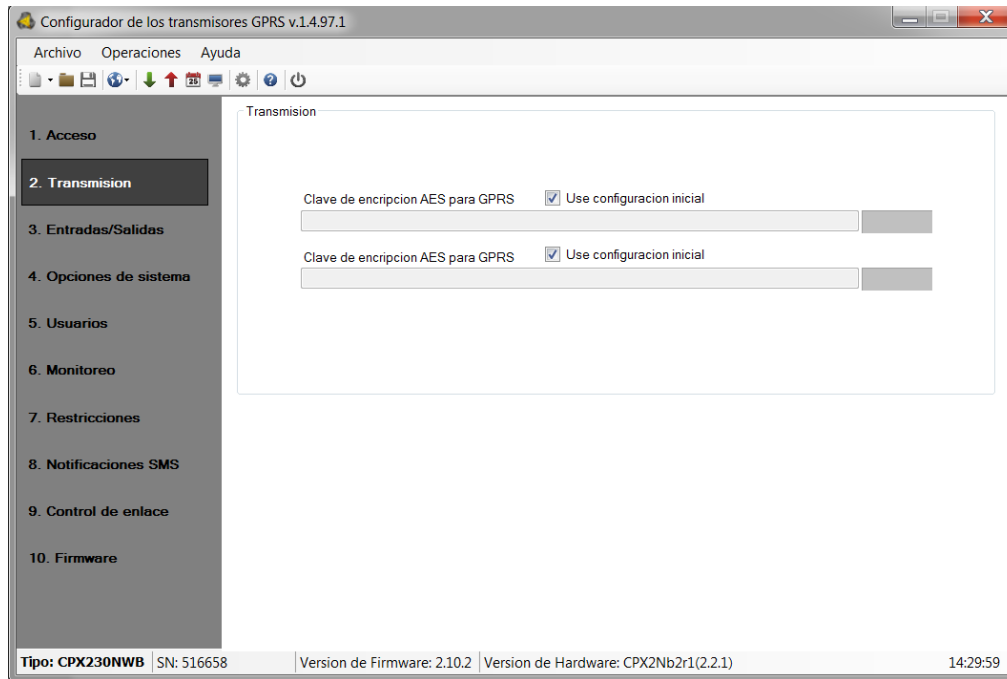 Configurador de los transmisores GPRS v.1.4.97.1
Archivo Operaciones Ayuda
25
Transmision
1. Acceso
2. Transmision
3. Entradas/Salidas
4. Opciones de sistema
5. Usuarios
6. Monitoreo
7. Restricciones
8. Notificaciones SMS
9. Control de enlace
10. Firmware
Clave de encripcion AES para GPRS Use configuracion inicial
Clave de encripcion AES para GPRS Use configuracion inicial
Tipo: CPX230NWB SN: 516658 Version de Firmware: 2.10.2 Version de Hardware: CPX2Nb2r1(2.2.1) 14:29:59